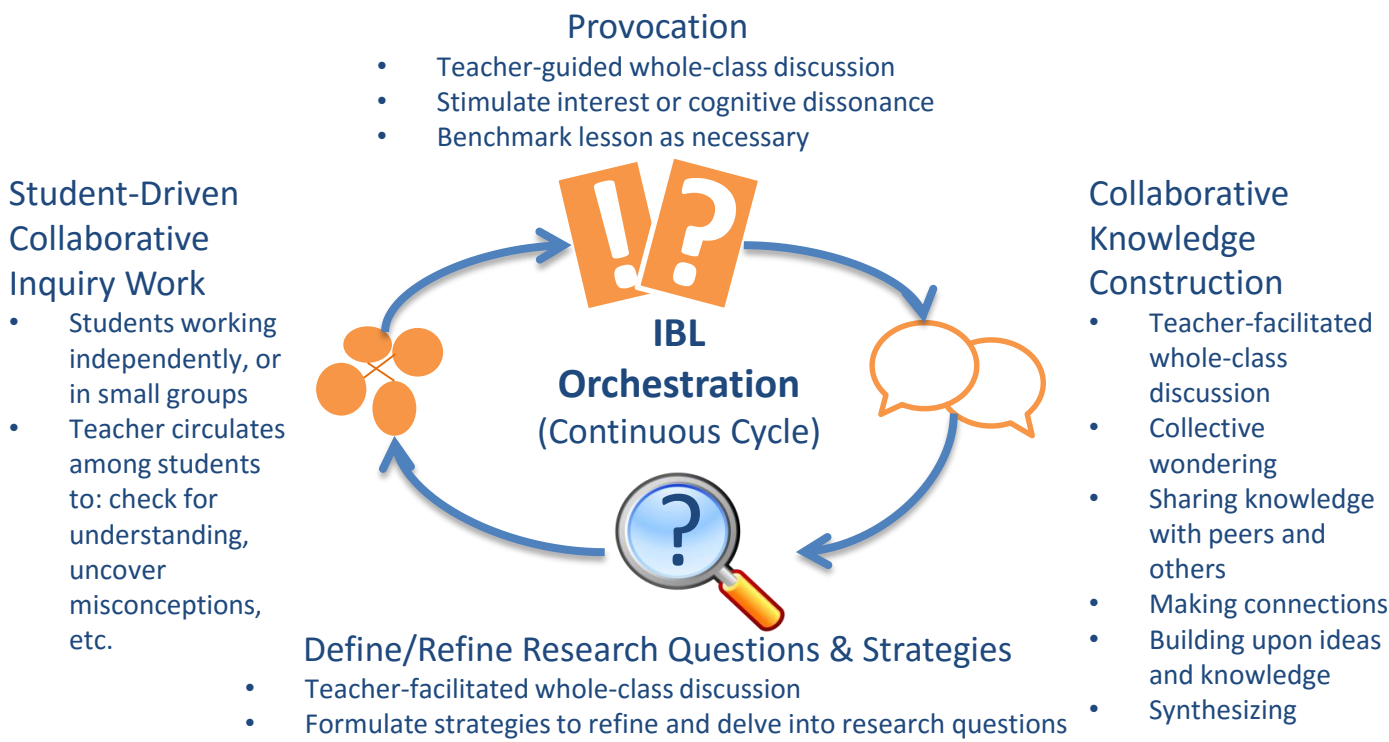 Provocation
• Teacher-guided whole-class discussion
• Stimulate interest or cognitive dissonance
• Benchmark lesson as necessary
! ?
IBL
Orchestration
(Continuous Cycle)
Collaborative
Knowledge
Construction
• Teacher-facilitated
whole-class
discussion
• Collective
wondering
• Sharing knowledge
with peers and
others
• Making connections
• Building upon ideas
and knowledge
• Synthesizing
?
Define/Refine Research Questions & Strategies
• Teacher-facilitated whole-class discussion
• Formulate strategies to refine and delve into research questions
Student-Driven
Collaborative
Inquiry Work
• Students working
independently, or
in small groups
• Teacher circulates
among students
to: check for
understanding,
uncover
misconceptions,
etc.